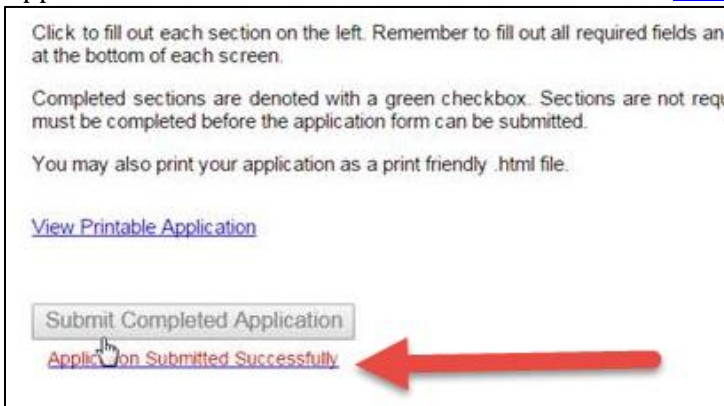 Click to fill out each section on the left. Remember to fill out all required fields an
at the bottom of each screen.
Completed sections are denoted with a green checkbox. Sections are not requ
must be completed before the application form can be submitted.
You may also print your application as a print friendly .html file.
View Printable Application
Submit Completed Application
Application Submitted Successfully